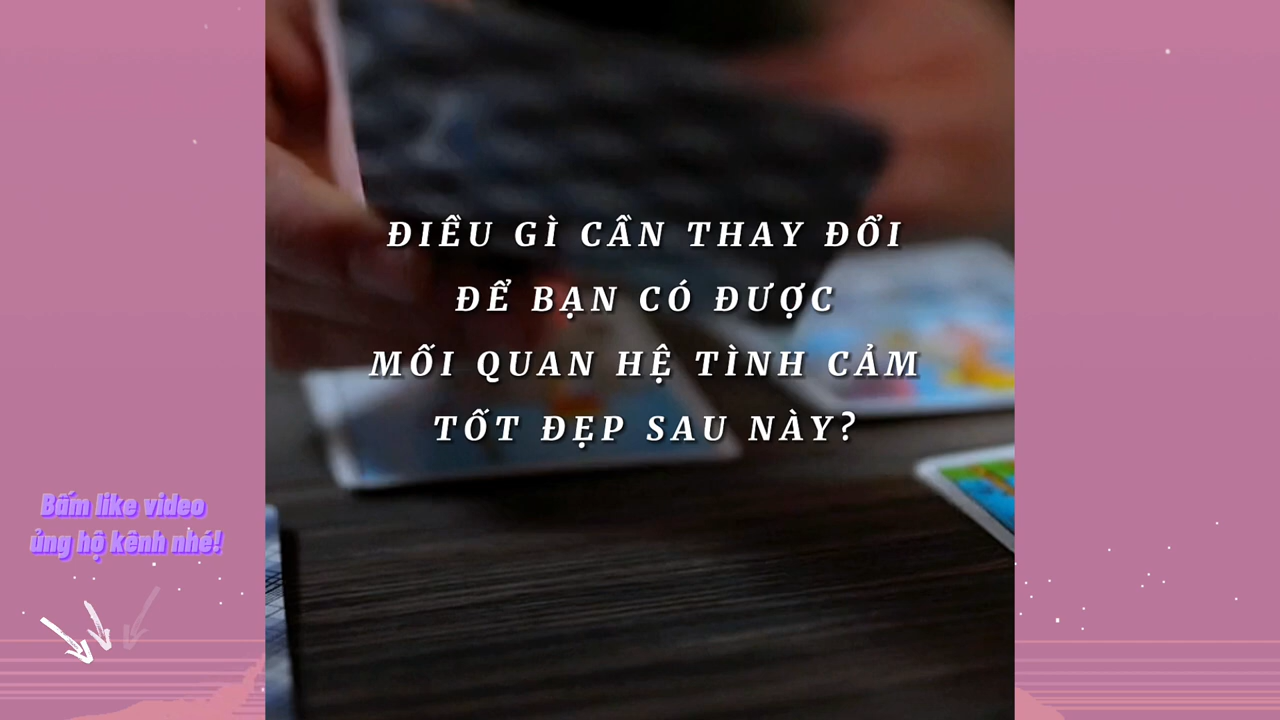 ĐIỀU GÌ CẦN THAY ĐỔI
ĐỂ BẠN CÓ ĐƯỢC
MỐI QUAN HỆ TÌNH CẢM
TỐT ĐẸP SAU NÀY?
Bấm like video
ủng hộ kênh nhé!